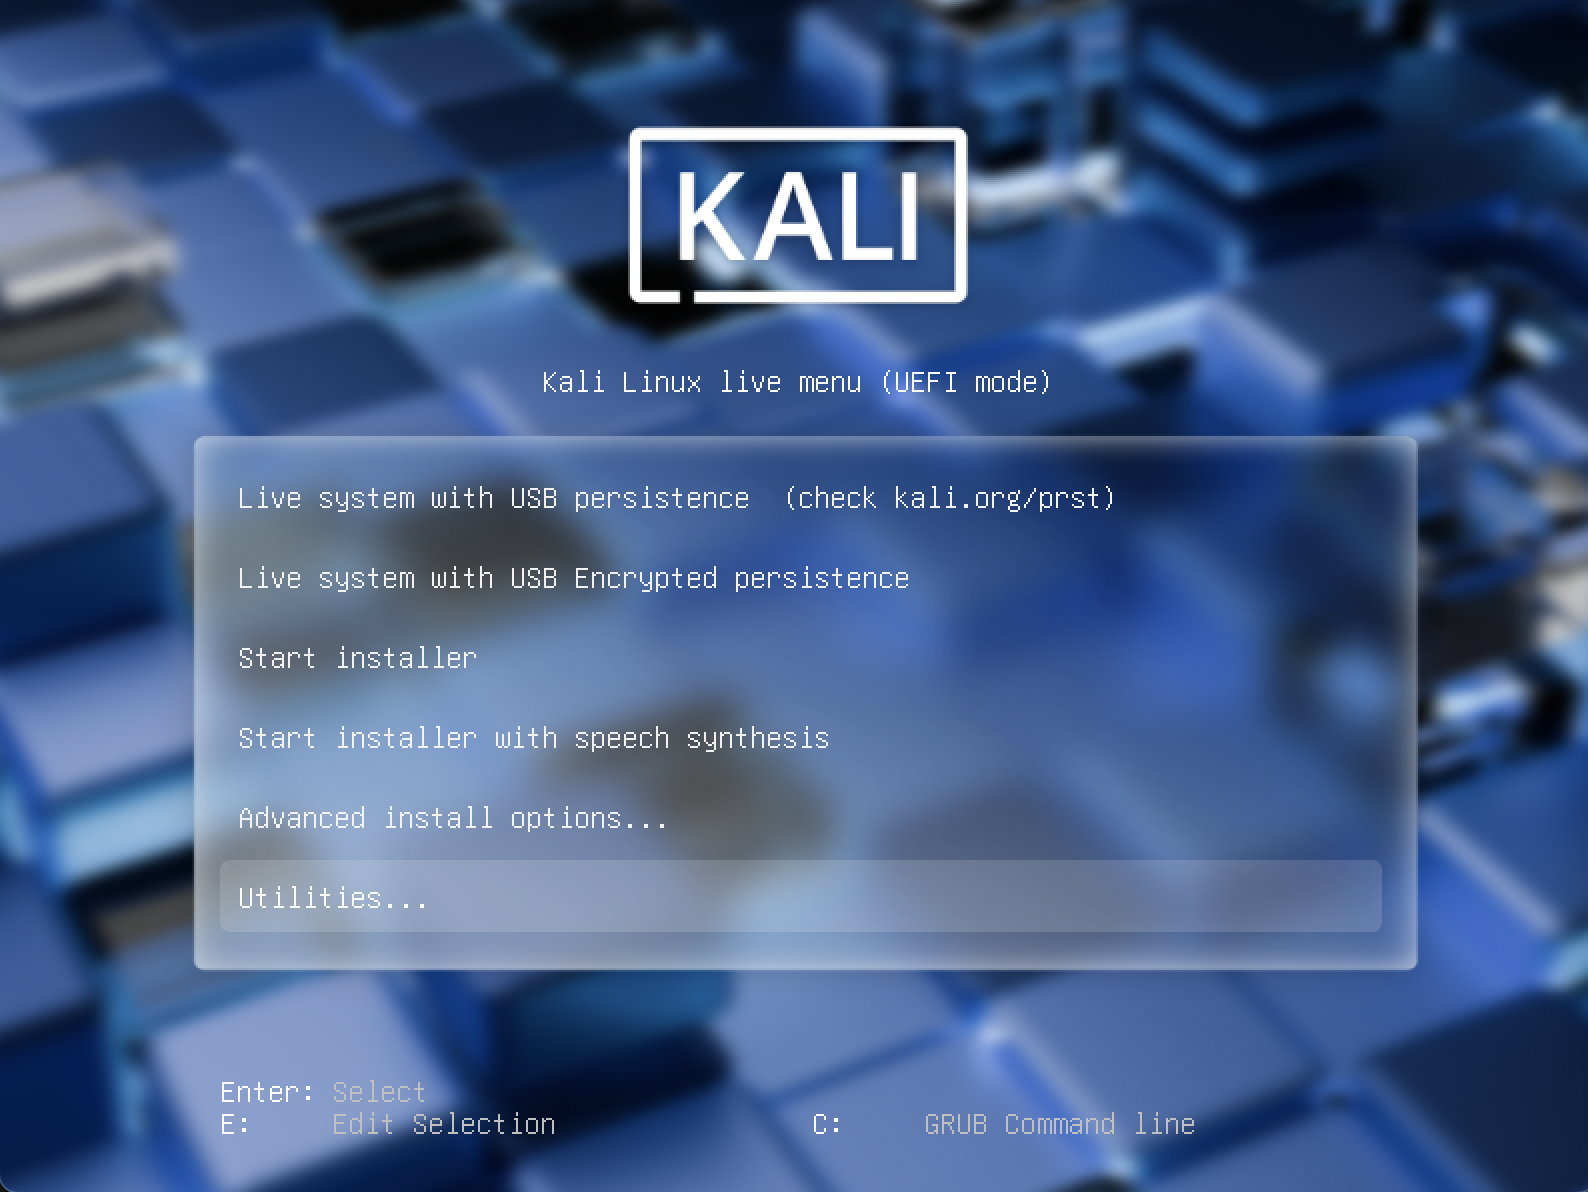 KALI
Kali Linux live menu (UEFI mode)
Live system with USB persistence  (check kali.org/prst)
Live system with USB Encrypted persistence
Start installer
Start installer with speech synthesis
Advanced install options...
Utilities...
Enter: Select
E:     Edit Selection                C:     GRUB Command line